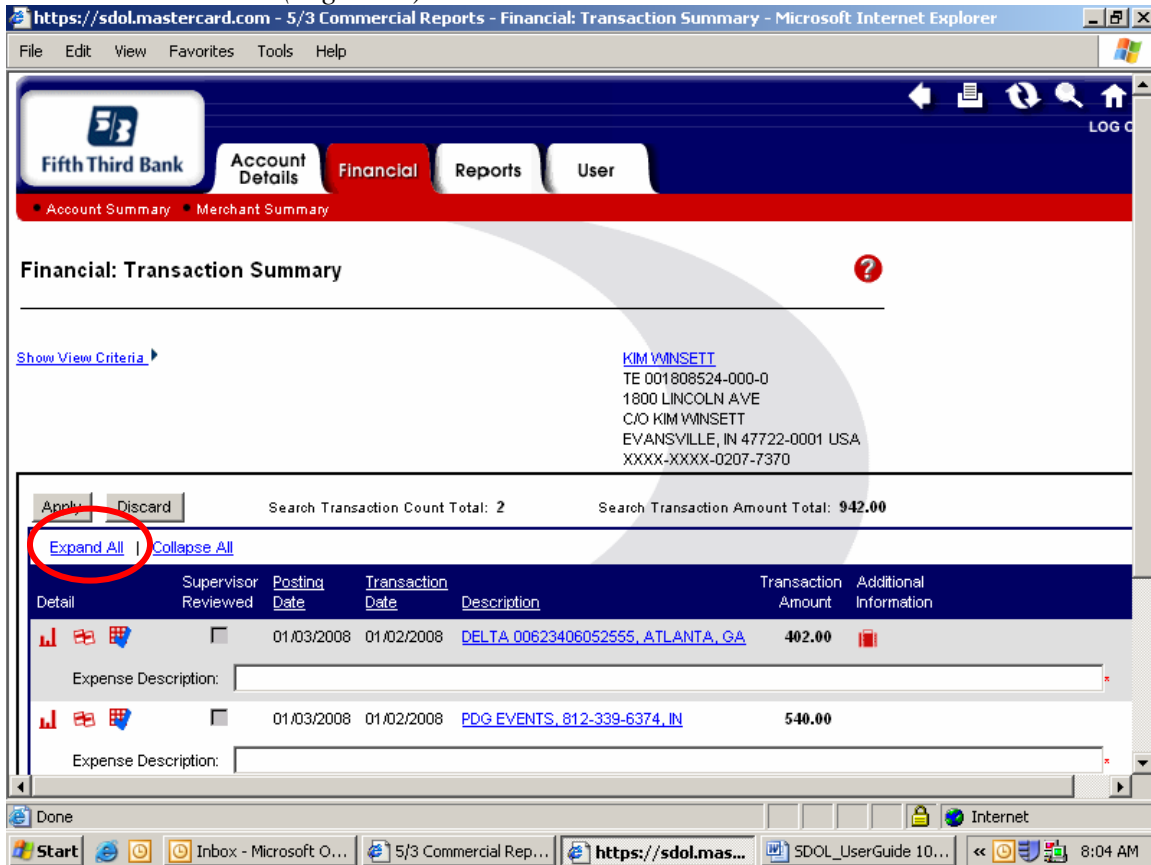 https://sdol.mastercard.com - 5/3 Commercial Reports - Financial: Transaction Summary - Microsoft Internet Explorer
File Edit View Favorites Tools Help
5/3
Fifth Third Bank
Account Details Financial Reports User
Account Summary Merchant Summary
Financial: Transaction Summary
?
Show View Criteria
KIM WINSETT
TE 001808524-000-0
1800 LINCOLN AVE
C/O KIM WINSETT
EVANSVILLE, IN 47722-0001 USA
XXXX-XXXX-0207-7370
Apply Discard Search Transaction Count Total: 2 Search Transaction Amount Total: 942.00
Expand All | Collapse All
Detail Supervisor Reviewed Posting Date Transaction Date Description Transaction Amount Additional Information
01/03/2008 01/02/2008 DELTA 00623406052555, ATLANTA, GA 402.00
Expense Description: *
01/03/2008 01/02/2008 PDG EVENTS, 812-339-6374, IN 540.00
Expense Description: *
Done Internet
Start Inbox - Microsoft O... 5/3 Commercial Rep... https://sdol.mas... SDOL_UserGuide 10... « 8:04 AM